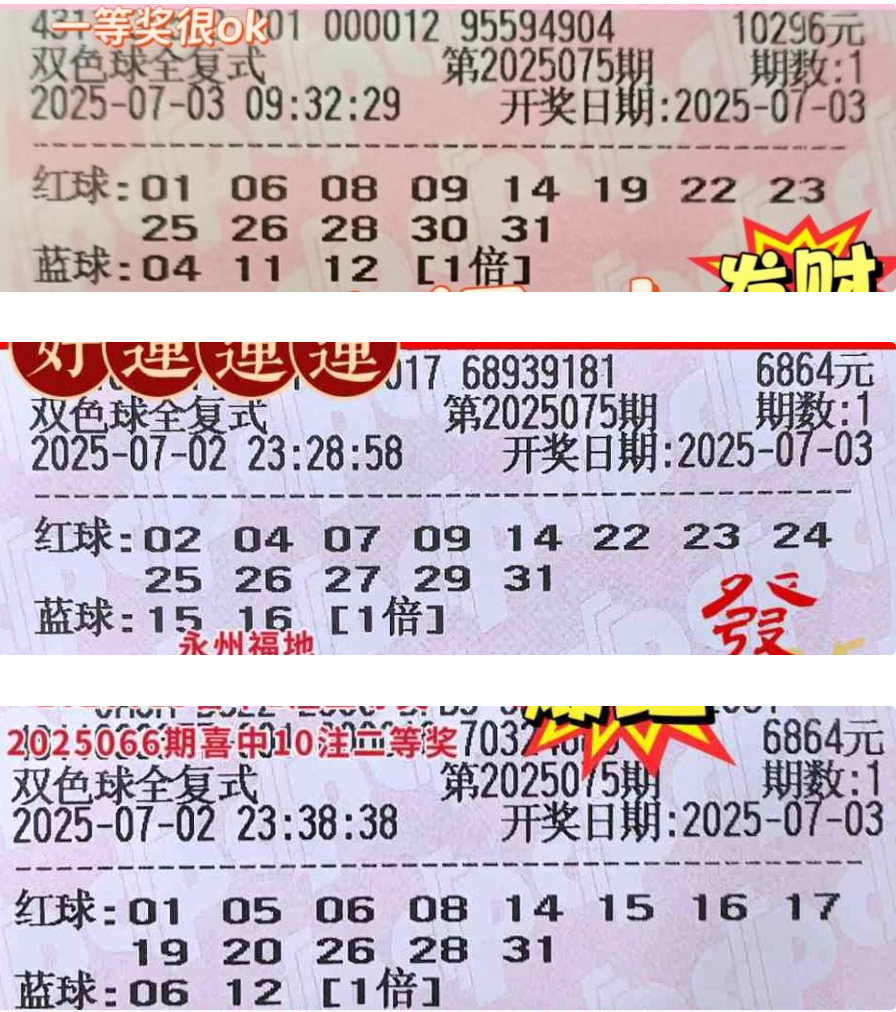 一等奖很ok
01 000012 95594904 10296元
双色球全复式 第2025075期 期数:1
2025-07-03 09:32:29 开奖日期:2025-07-03
红球:01 06 08 09 14 19 22 23
25 26 28 30 31
蓝球:04 11 12 [1倍]
发财
好運運運
017 68939181 6864元
双色球全复式 第2025075期 期数:1
2025-07-02 23:28:58 开奖日期:2025-07-03
红球:02 04 07 09 14 22 23 24
25 26 27 29 31
蓝球:15 16 [1倍]
永州福地
發
2025066期喜中10注二等奖
6864元
双色球全复式 第2025075期 期数:1
2025-07-02 23:38:38 开奖日期:2025-07-03
红球:01 05 06 08 14 15 16 17
19 20 26 28 31
蓝球:06 12 [1倍]